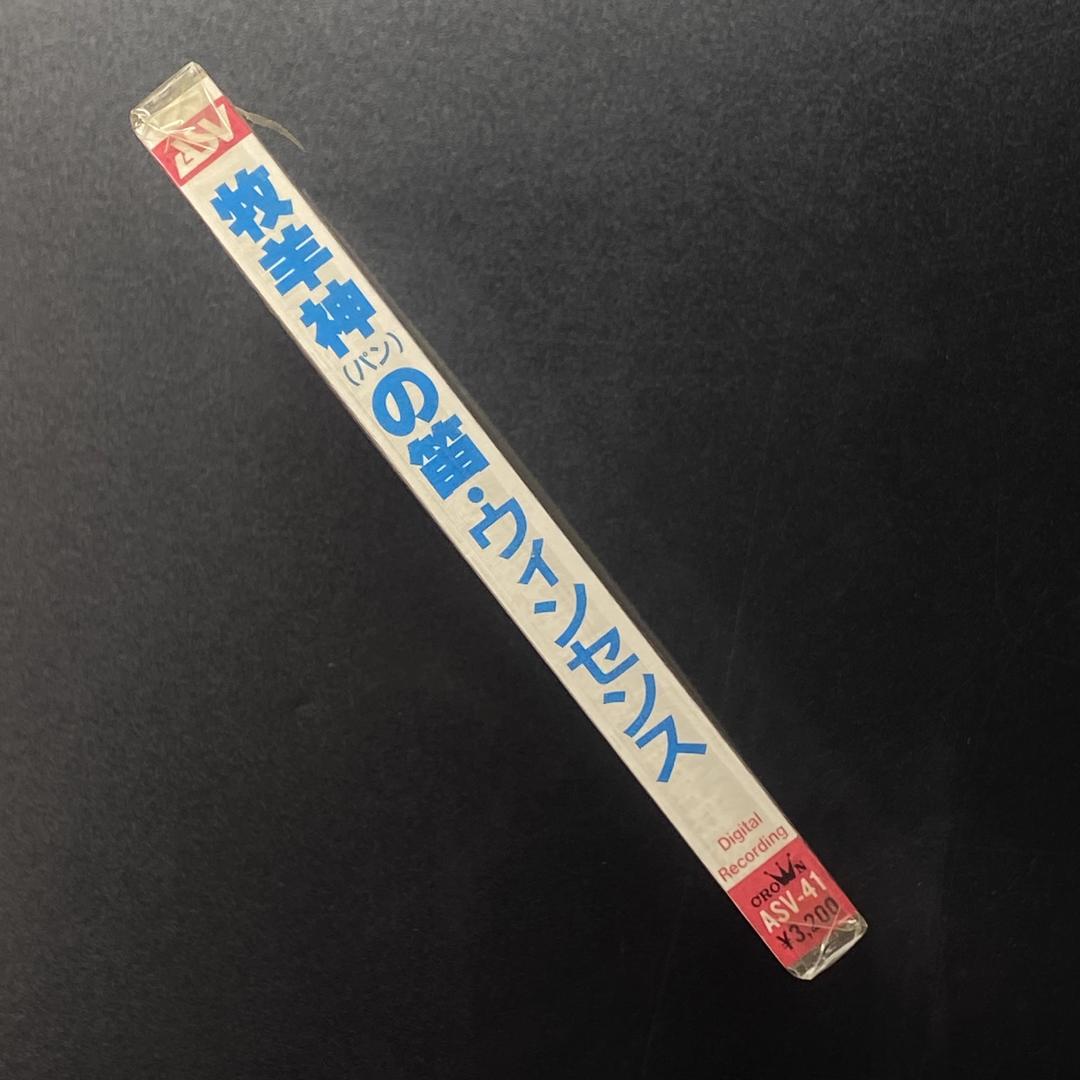 ASV
牧羊神(パン)の笛・ウィンセンス
Digital
Recording
CROWN
ASV-41
¥3,200